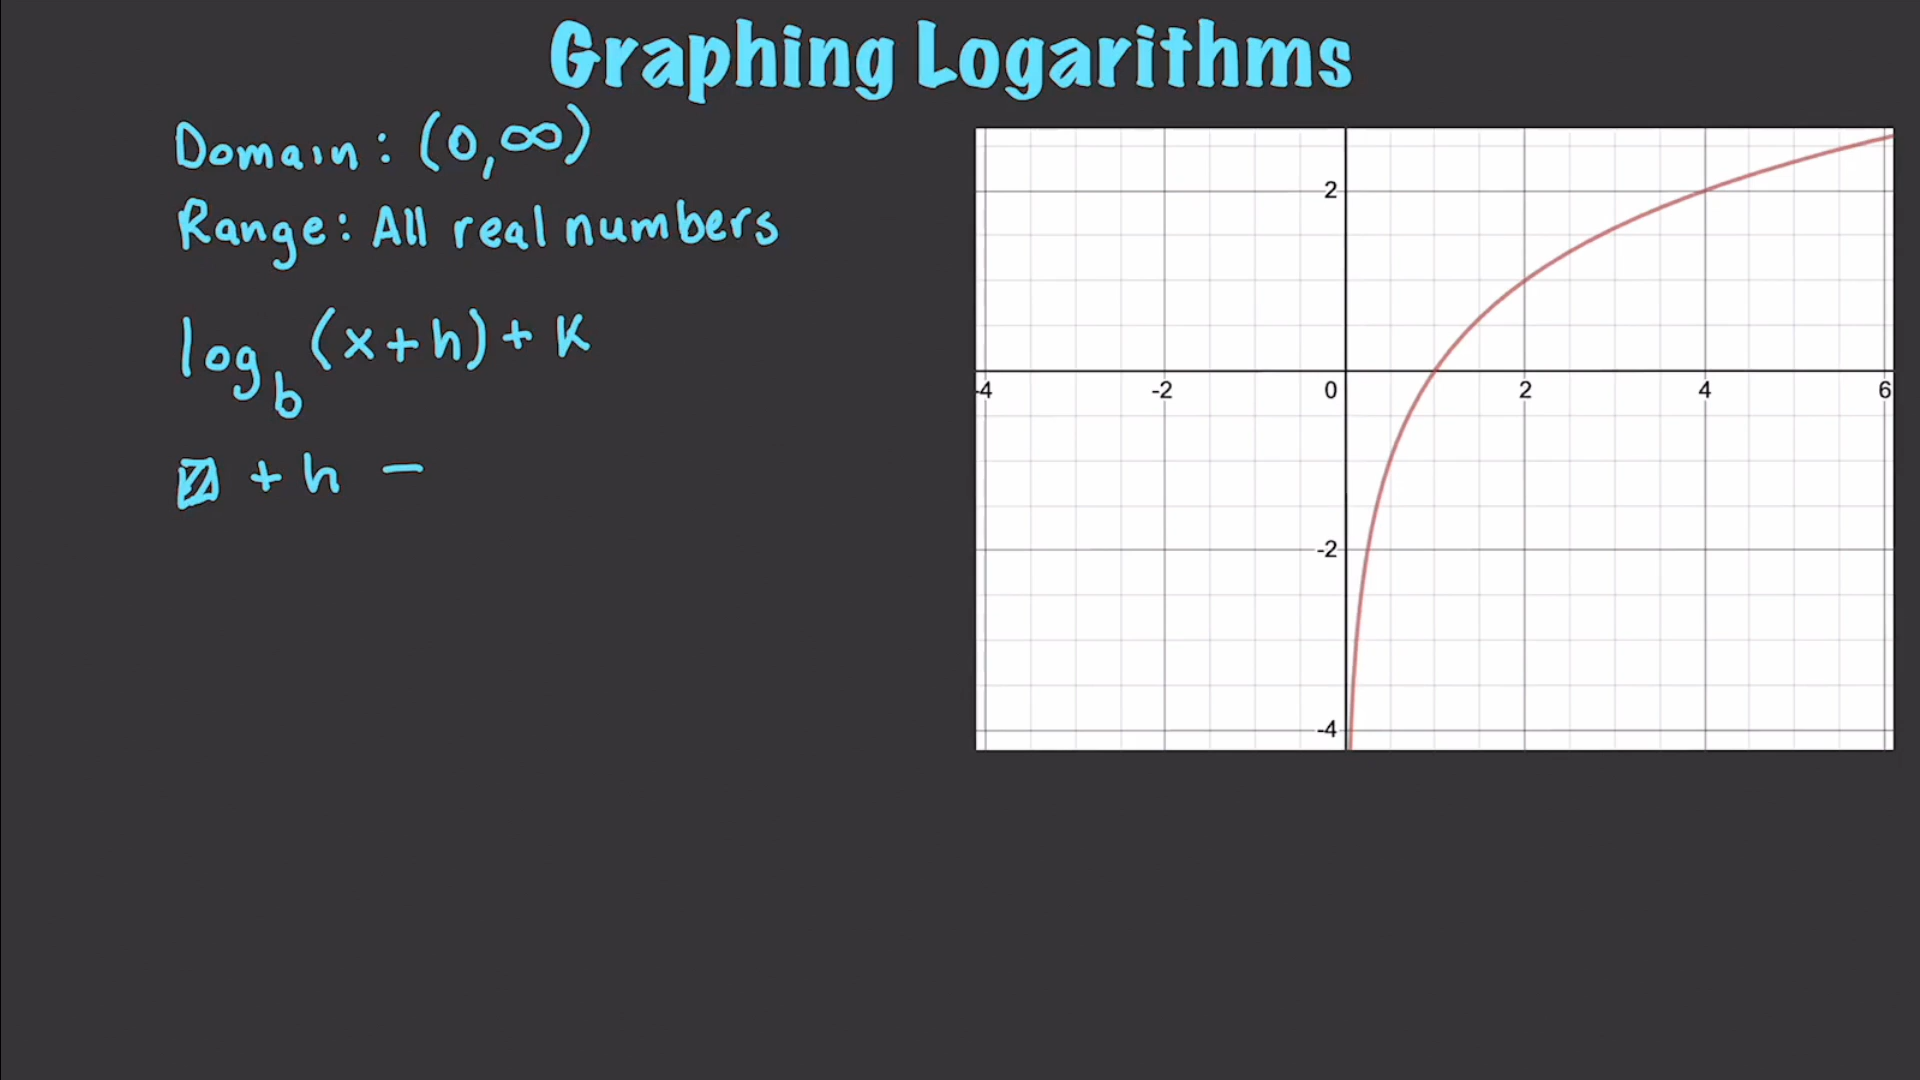 Graphing Logarithms
Domain: (0,∞)
Range: All real numbers
log_b (x+h) + K
+ h −
2
-4 -2 0 2 4 6
-2
-4